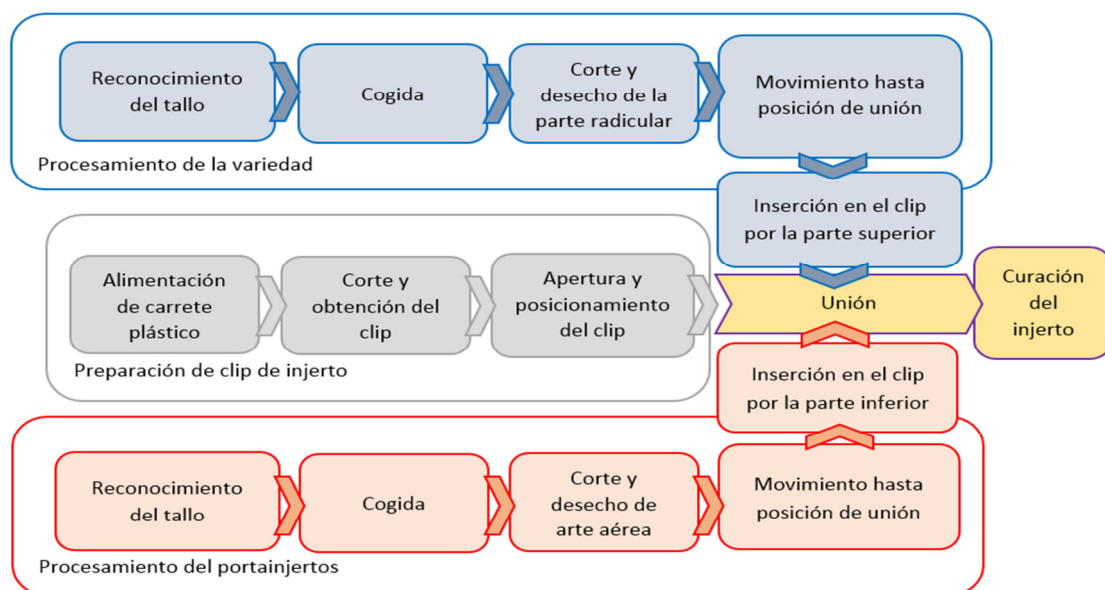 Reconocimiento
del tallo
Cogida
Corte y
desecho de la
parte radicular
Movimiento hasta
posición de unión
Procesamiento de la variedad
Inserción en el clip
por la parte superior
Alimentación
de carrete
plástico
Corte y
obtención del
clip
Apertura y
posicionamiento
del clip
Unión
Curación
del
injerto
Preparación de clip de injerto
Inserción en el clip
por la parte inferior
Reconocimiento
del tallo
Cogida
Corte y
desecho de
arte aérea
Movimiento hasta
posición de unión
Procesamiento del portainjertos